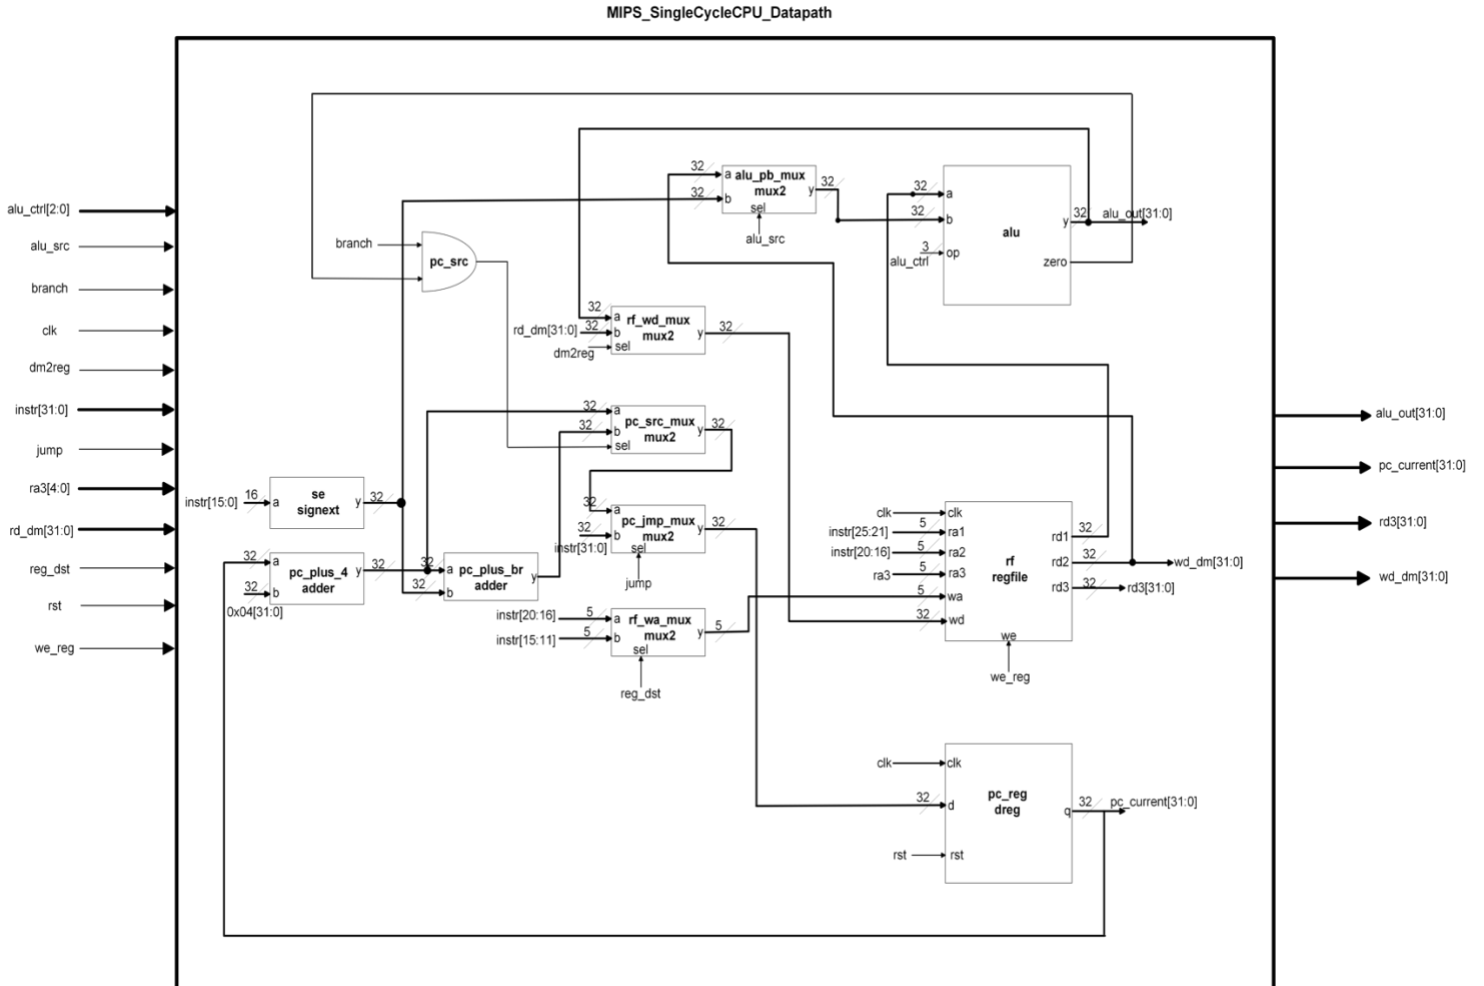 MIPS_SingleCycleCPU_Datapath
alu_ctrl[2:0]
alu_src
branch
clk
dm2reg
instr[31:0]
jump
ra3[4:0]
rd_dm[31:0]
reg_dst
rst
we_reg
branch
pc_src
32
a
32
b
alu_pb_mux
mux2
sel
y
32
alu_src
32
a
32
b
3
alu_ctrl
op
alu
y
32
alu_out[31:0]
zero
32
a
rd_dm[31:0]
32
b
dm2reg
sel
rf_wd_mux
mux2
y
32
32
a
32
b
sel
pc_src_mux
mux2
y
32
instr[15:0]
16
a
se
signext
y
32
32
a
32
b
instr[31:0]
pc_jmp_mux
mux2
sel
y
32
jump
32
a
32
b
0x04[31:0]
pc_plus_4
adder
y
32
32
a
32
b
pc_plus_br
adder
y
instr[20:16]
5
a
instr[15:11]
5
b
rf_wa_mux
mux2
sel
y
5
reg_dst
clk
clk
instr[25:21]
5
ra1
instr[20:16]
5
ra2
ra3
5
ra3
5
wa
32
wd
rf
regfile
we
we_reg
rd1
32
rd2
32
wd_dm[31:0]
rd3
32
rd3[31:0]
clk
clk
32
d
rst
rst
pc_reg
dreg
q
32
pc_current[31:0]
alu_out[31:0]
pc_current[31:0]
rd3[31:0]
wd_dm[31:0]